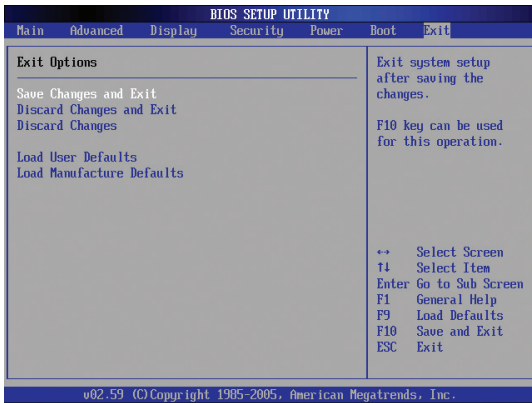 BIOS SETUP UTILITY
Main Advanced Display Security Power Boot Exit
Exit Options
Save Changes and Exit
Discard Changes and Exit
Discard Changes
Load User Defaults
Load Manufacture Defaults
Exit system setup
after saving the
changes.
F10 key can be used
for this operation.
↔ Select Screen
↑↓ Select Item
Enter Go to Sub Screen
F1 General Help
F9 Load Defaults
F10 Save and Exit
ESC Exit
v02.59 (C)Copyright 1985-2005, American Megatrends, Inc.